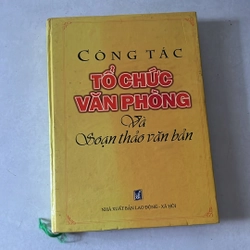 CÔNG TÁC
TỔ CHỨC
VĂN PHÒNG
Và
Soạn thảo văn bản
NHÀ XUẤT BẢN LAO ĐỘNG - XÃ HỘI